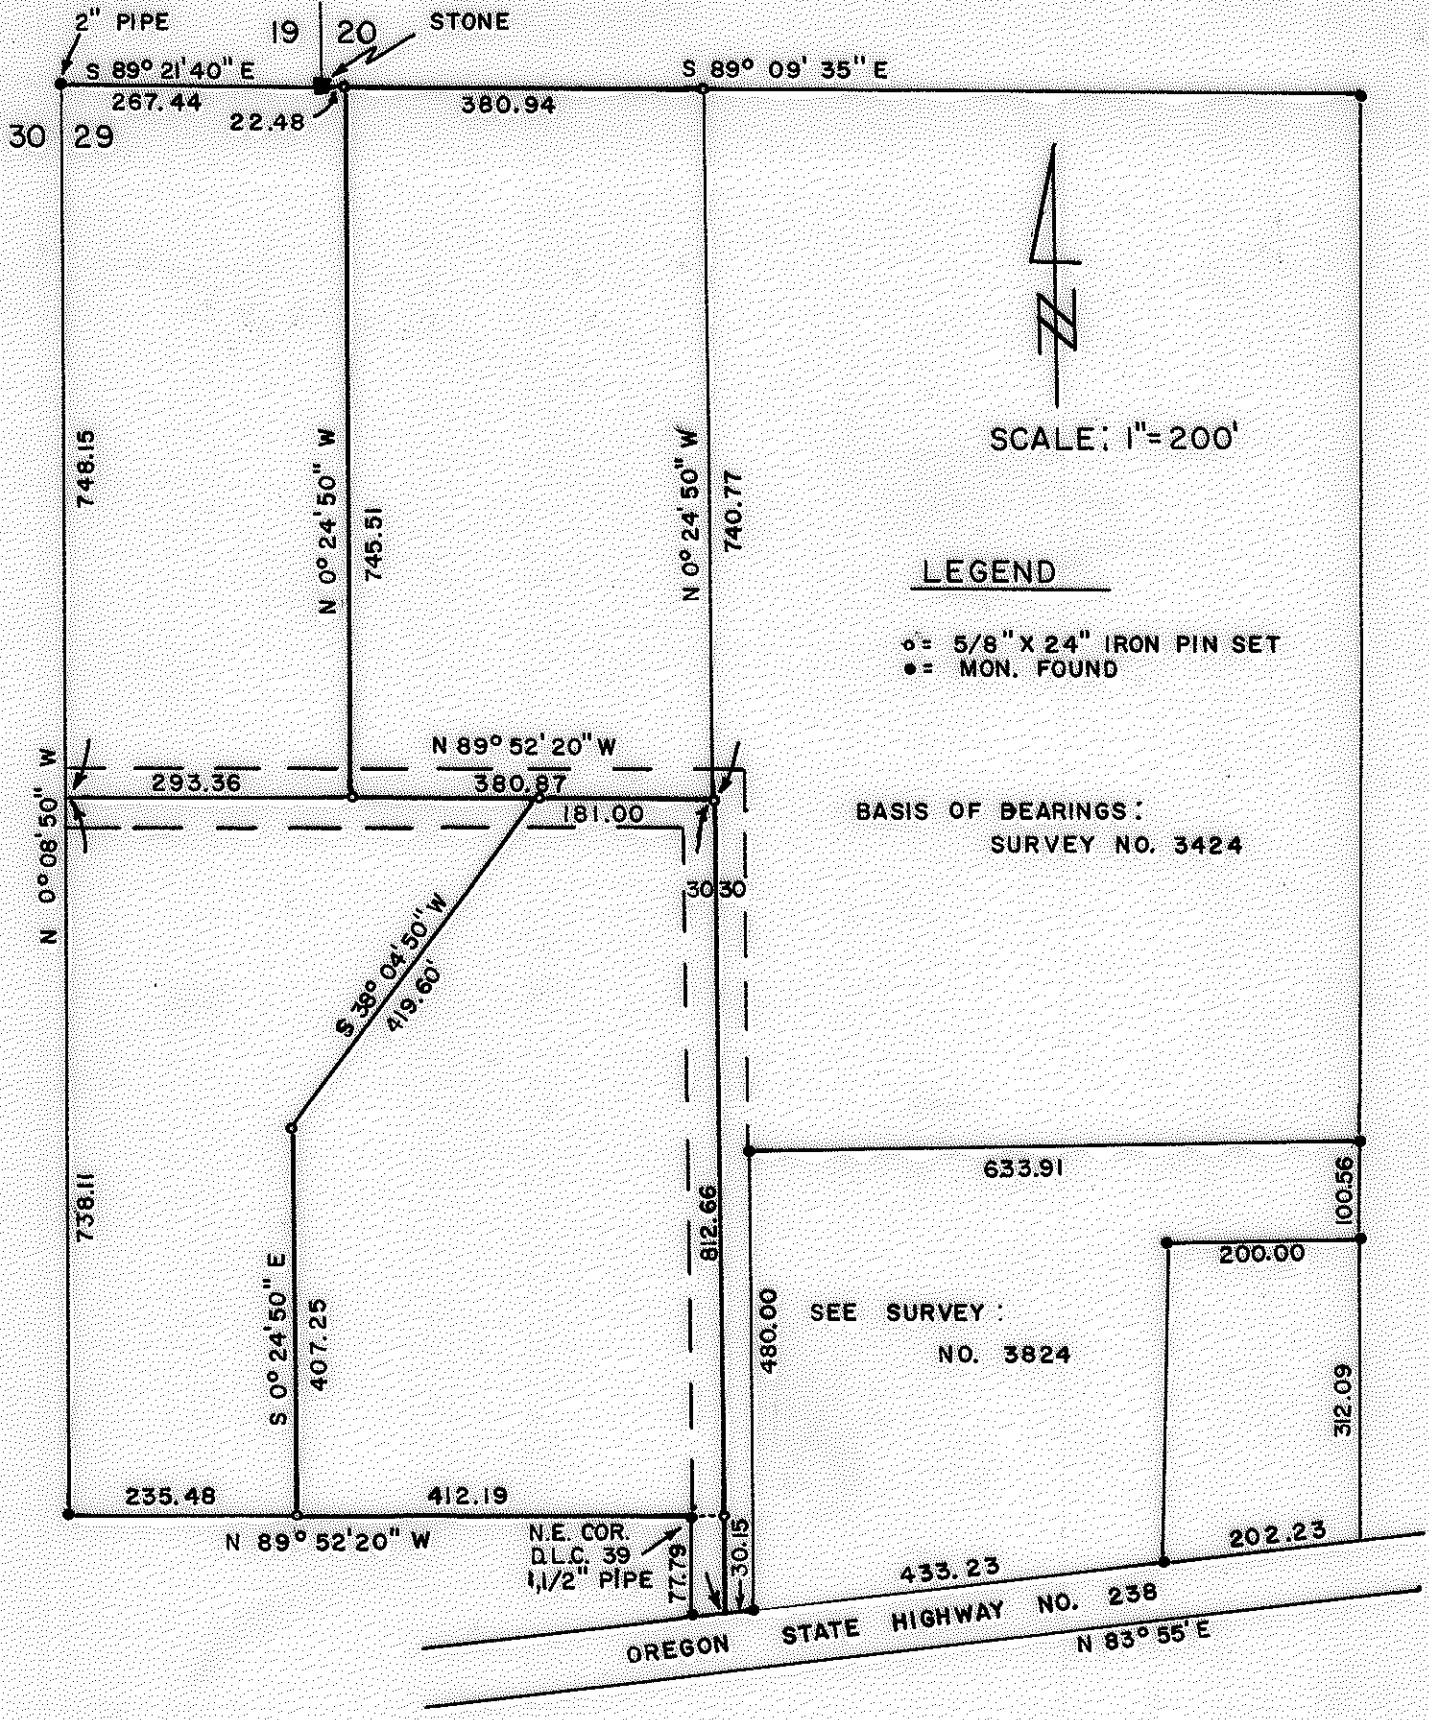 2" PIPE
19 20
STONE
S 89° 21' 40" E
S 89° 09' 35" E
267.44
22.48
380.94
30 29
SCALE: 1"=200'
748.15
N 0° 24' 50" W
745.51
N 0° 24' 50" W
740.77
LEGEND
= 5/8" X 24" IRON PIN SET
= MON. FOUND
N 89° 52' 20" W
293.36
380.87
181.00
N 0° 08' 50" W
BASIS OF BEARINGS:
SURVEY NO. 3424
30 30
S 38° 04' 50" W
419.60'
738.11
812.66
633.91
100.56
200.00
S 0° 24' 50" E
407.25
480.00
SEE SURVEY:
NO. 3824
312.09
235.48
412.19
N 89° 52' 20" W
N.E. COR.
D.L.C. 39
1,1/2" PIPE
77.79
30.15
433.23
202.23
OREGON STATE HIGHWAY NO. 238
N 83° 55' E